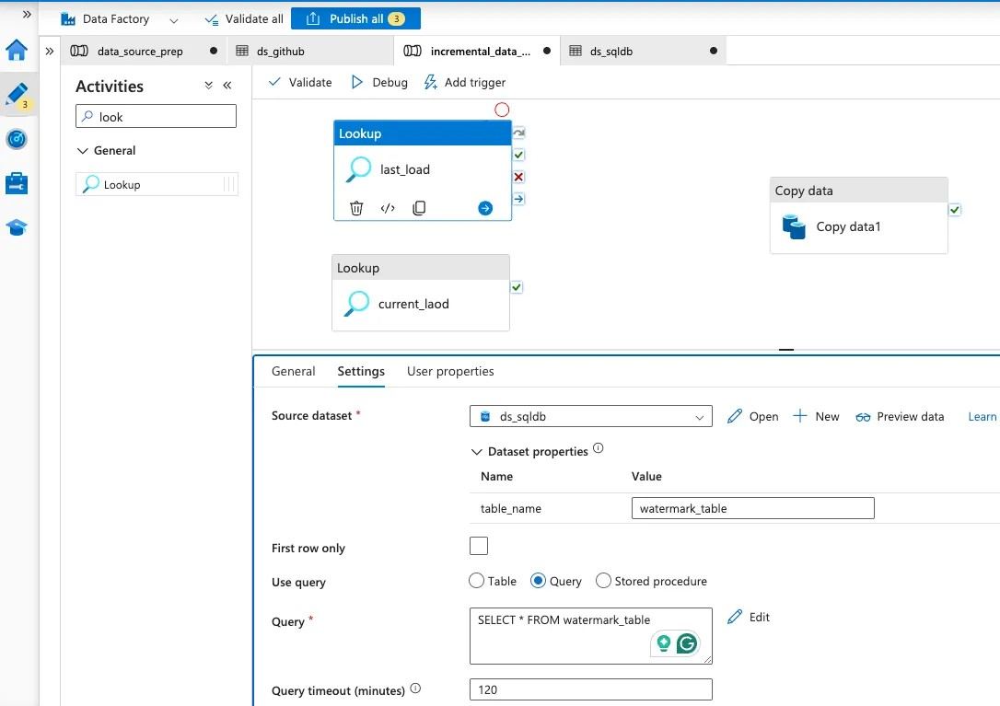 Data Factory
Validate all
Publish all 3
data_source_prep
ds_github
incremental_data_...
ds_sqldb
3
Activities
look
General
Lookup
Validate
Debug
Add trigger
Lookup
last_load
Copy data
Copy data1
Lookup
current_laod
General
Settings
User properties
Source dataset *
ds_sqldb
Open
New
Preview data
Learn
Dataset properties
Name
Value
table_name
watermark_table
First row only
Use query
Table
Query
Stored procedure
Query *
SELECT * FROM watermark_table
Edit
Query timeout (minutes)
120